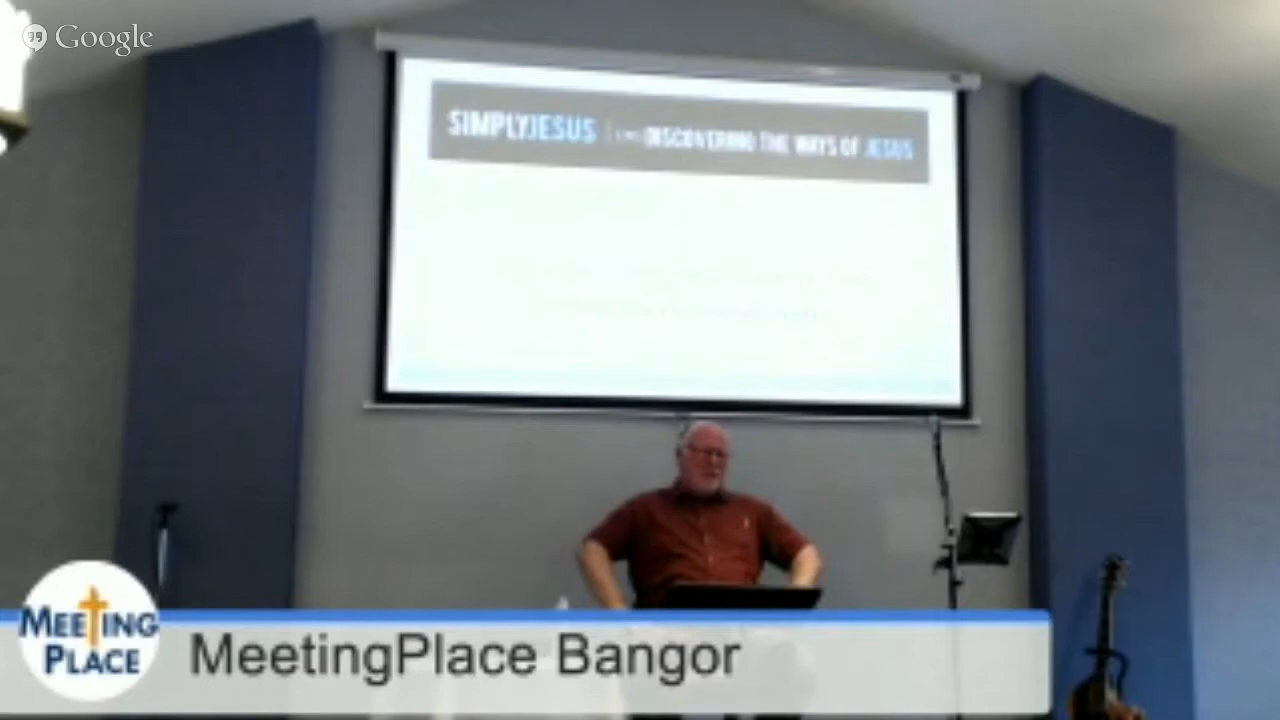 Google
SIMPLYJESUS DISCOVERING THE WAYS OF JESUS
MEETING
PLACE
MeetingPlace Bangor